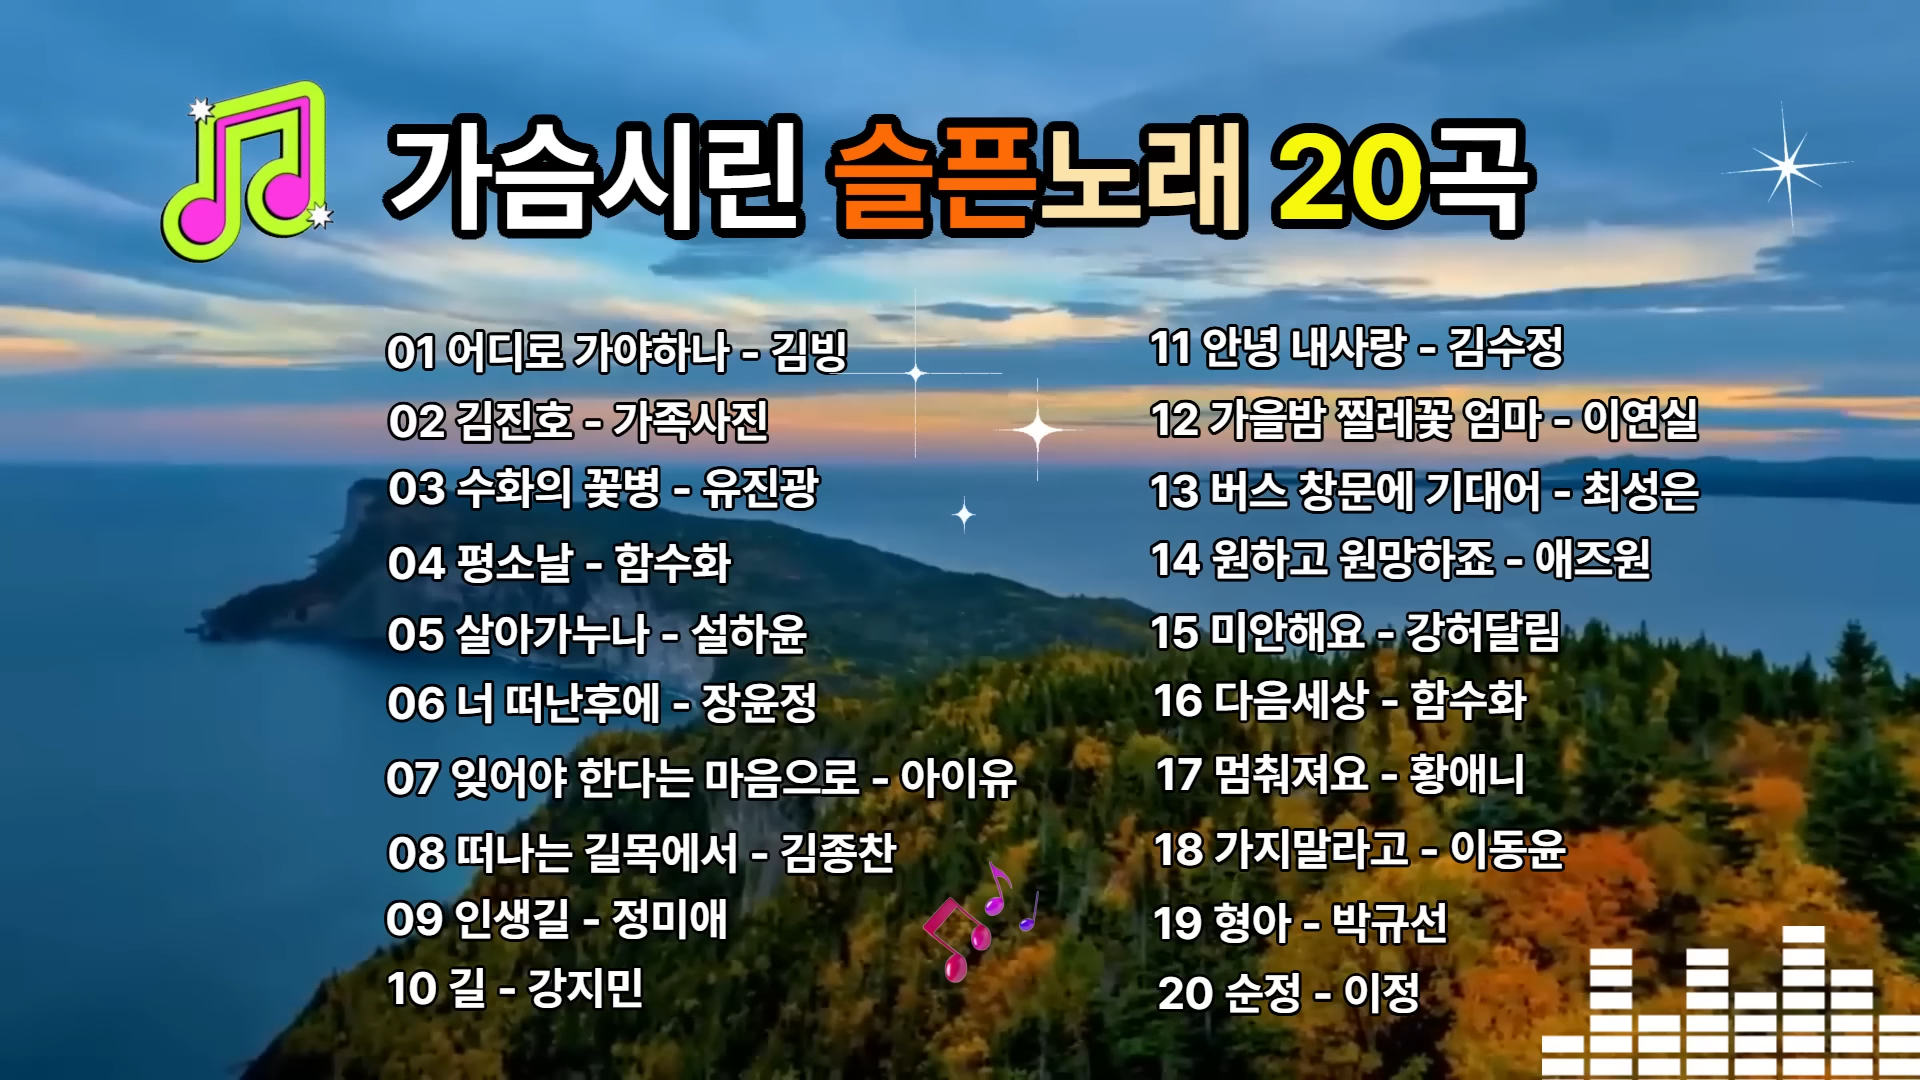 가슴시린 슬픈노래 20곡
01 어디로 가야하나 - 김빙
02 김진호 - 가족사진
03 수화의 꽃병 - 유진광
04 평소날 - 함수화
05 살아가누나 - 설하윤
06 너 떠난후에 - 장윤정
07 잊어야 한다는 마음으로 - 아이유
08 떠나는 길목에서 - 김종찬
09 인생길 - 정미애
10 길 - 강지민
11 안녕 내사랑 - 김수정
12 가을밤 찔레꽃 엄마 - 이연실
13 버스 창문에 기대어 - 최성은
14 원하고 원망하죠 - 애즈원
15 미안해요 - 강허달림
16 다음세상 - 함수화
17 멈춰져요 - 황애니
18 가지말라고 - 이동윤
19 형아 - 박규선
20 순정 - 이정